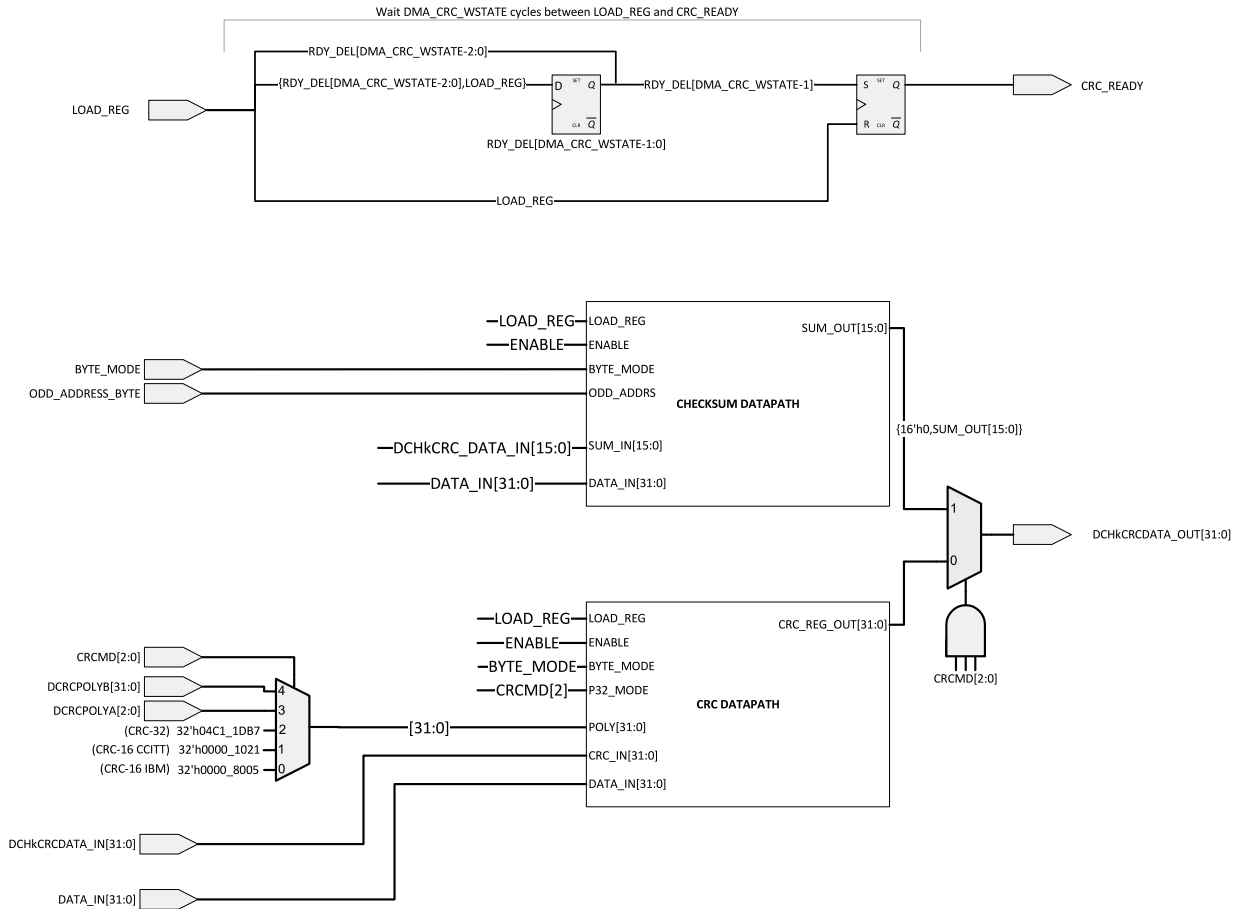 Wait DMA_CRC_WSTATE cycles between LOAD_REG and CRC_READY
RDY_DEL[DMA_CRC_WSTATE-2:0]
{RDY_DEL[DMA_CRC_WSTATE-2:0],LOAD_REG}
D SET Q
CLR Q
RDY_DEL[DMA_CRC_WSTATE-1]
S SET Q
R CLR Q
CRC_READY
LOAD_REG
RDY_DEL[DMA_CRC_WSTATE-1:0]
LOAD_REG
LOAD_REG
LOAD_REG
SUM_OUT[15:0]
ENABLE
ENABLE
BYTE_MODE
BYTE_MODE
ODD_ADDRESS_BYTE
ODD_ADDRS
CHECKSUM DATAPATH
{16'h0,SUM_OUT[15:0]}
DCHkCRC_DATA_IN[15:0]
SUM_IN[15:0]
DATA_IN[31:0]
DATA_IN[31:0]
1
0
DCHkCRCDATA_OUT[31:0]
CRCMD[2:0]
LOAD_REG
LOAD_REG
CRC_REG_OUT[31:0]
ENABLE
ENABLE
BYTE_MODE
BYTE_MODE
CRCMD[2]
P32_MODE
CRC DATAPATH
CRCMD[2:0]
DCRCPOLYB[31:0]
4
DCRCPOLYA[2:0]
3
(CRC-32) 32'h04C1_1DB7
2
(CRC-16 CCITT) 32'h0000_1021
1
(CRC-16 IBM) 32'h0000_8005
0
[31:0]
POLY[31:0]
CRC_IN[31:0]
DATA_IN[31:0]
DCHkCRCDATA_IN[31:0]
DATA_IN[31:0]